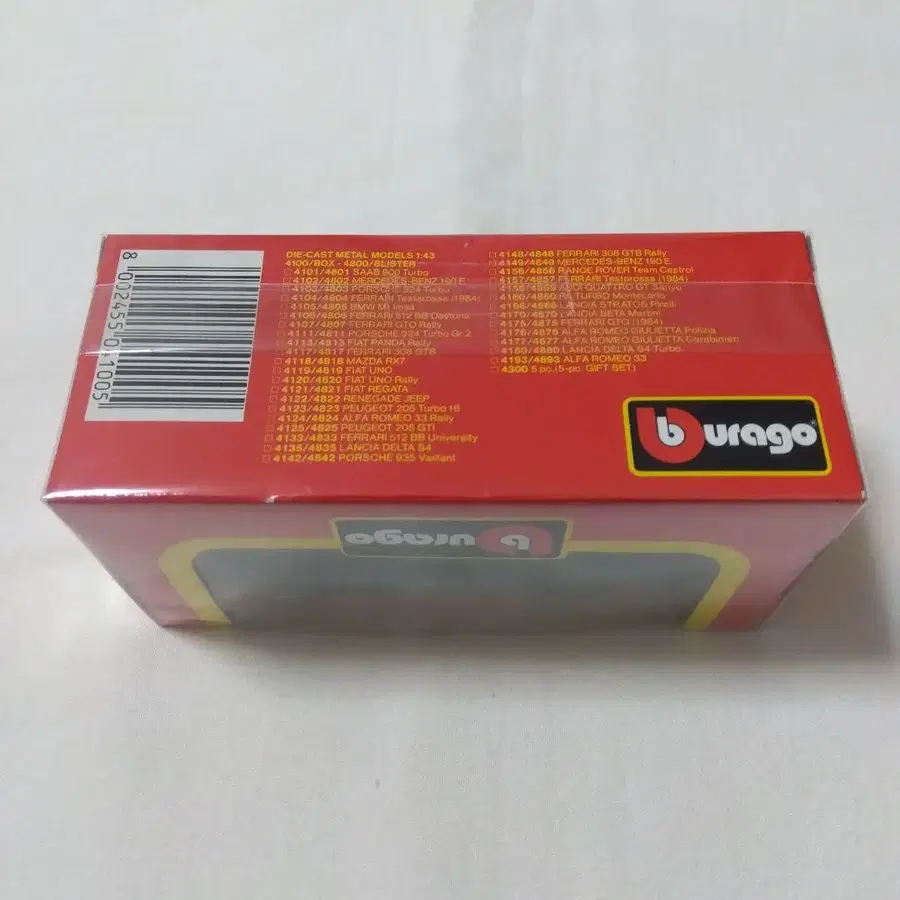 8 002455 041005
DIE-CAST METAL MODELS 1:43
4100/BOX - 4800/BLISTER
4101/4801 SAAB 900 Turbo
4102/4802 MERCEDES-BENZ 190 E
4103/4803 PORSCHE 924 Turbo
4104/4804 FERRARI Testarossa (1984)
4105/4805 BMW M1
4106/4806 FERRARI 512 BB Daytona
4107/4807 FERRARI GTO Rally
4111/4811 PORSCHE 924 Turbo Gr.2
4113/4813 FIAT PANDA Rally
4117/4817 FERRARI 308 GTB
4118/4818 MAZDA RX7
4119/4819 FIAT UNO
4120/4820 FIAT UNO Rally
4121/4821 FIAT REGATA
4122/4822 RENEGADE JEEP
4123/4823 PEUGEOT 205 Turbo 16
4124/4824 ALFA ROMEO 33 Rally
4125/4825 PEUGEOT 205 GTI
4133/4833 FERRARI 512 BB University
4135/4835 LANCIA DELTA S4
4142/4842 PORSCHE 935 Vaillant
4148/4848 FERRARI 308 GTB Rally
4149/4849 MERCEDES-BENZ 190 E
4156/4856 RANGE ROVER Team Castrol
4157/4857 FERRARI Testarossa (1984)
QUATTRO GT Sanyo
4160/4860 R5 TURBO Montecarlo
LANCIA STRATOS Pirelli
4170/4870 LANCIA BETA Martini
4175/4875 FERRARI GTO (1984)
4176/4876 ALFA ROMEO GIULIETTA Polizia
4177/4877 ALFA ROMEO GIULIETTA Carabinieri
4180/4880 LANCIA DELTA S4 Turbo
4193/4893 ALFA ROMEO 33
4300 5 pc. (5-pc. GIFT SET)
burago
burago